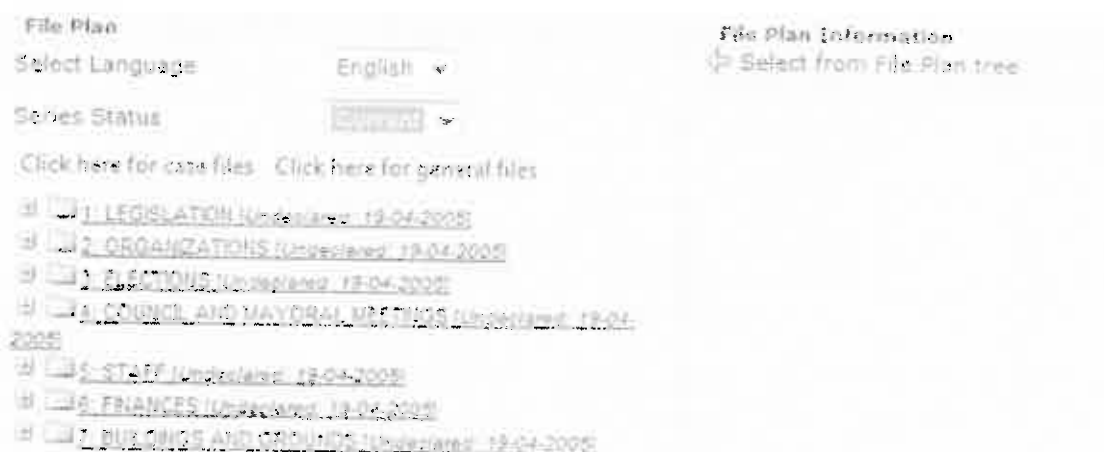 File Plan
Select Language English
Series Status
Click here for case files Click here for general files
1: LEGISLATION [Undeclared: 19-04-2005]
2: ORGANIZATIONS [Undeclared: 19-04-2005]
3: ELECTIONS [Undeclared: 19-04-2005]
4: COUNCIL AND MAYORAL MEETINGS [Undeclared: 19-04-
2005]
5: STAFF [Undeclared: 19-04-2005]
6: FINANCES [Undeclared: 19-04-2005]
7: BUILDINGS AND GROUNDS [Undeclared: 19-04-2005]
File Plan Information
Select from File Plan tree